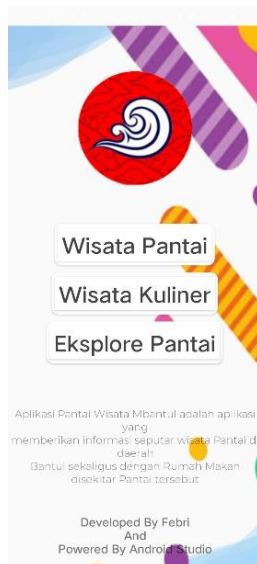 Wisata Pantai
Wisata Kuliner
Eksplore Pantai
Aplikasi Pantai Wisata Mbantul adalah aplikasi
yang
memberikan informasi seputar wisata Pantai d
daerah
Bantul sekaligus dengan Rumah Makan
disekitar Pantai tersebut
Developed By Febri
And
Powered By Android Studio